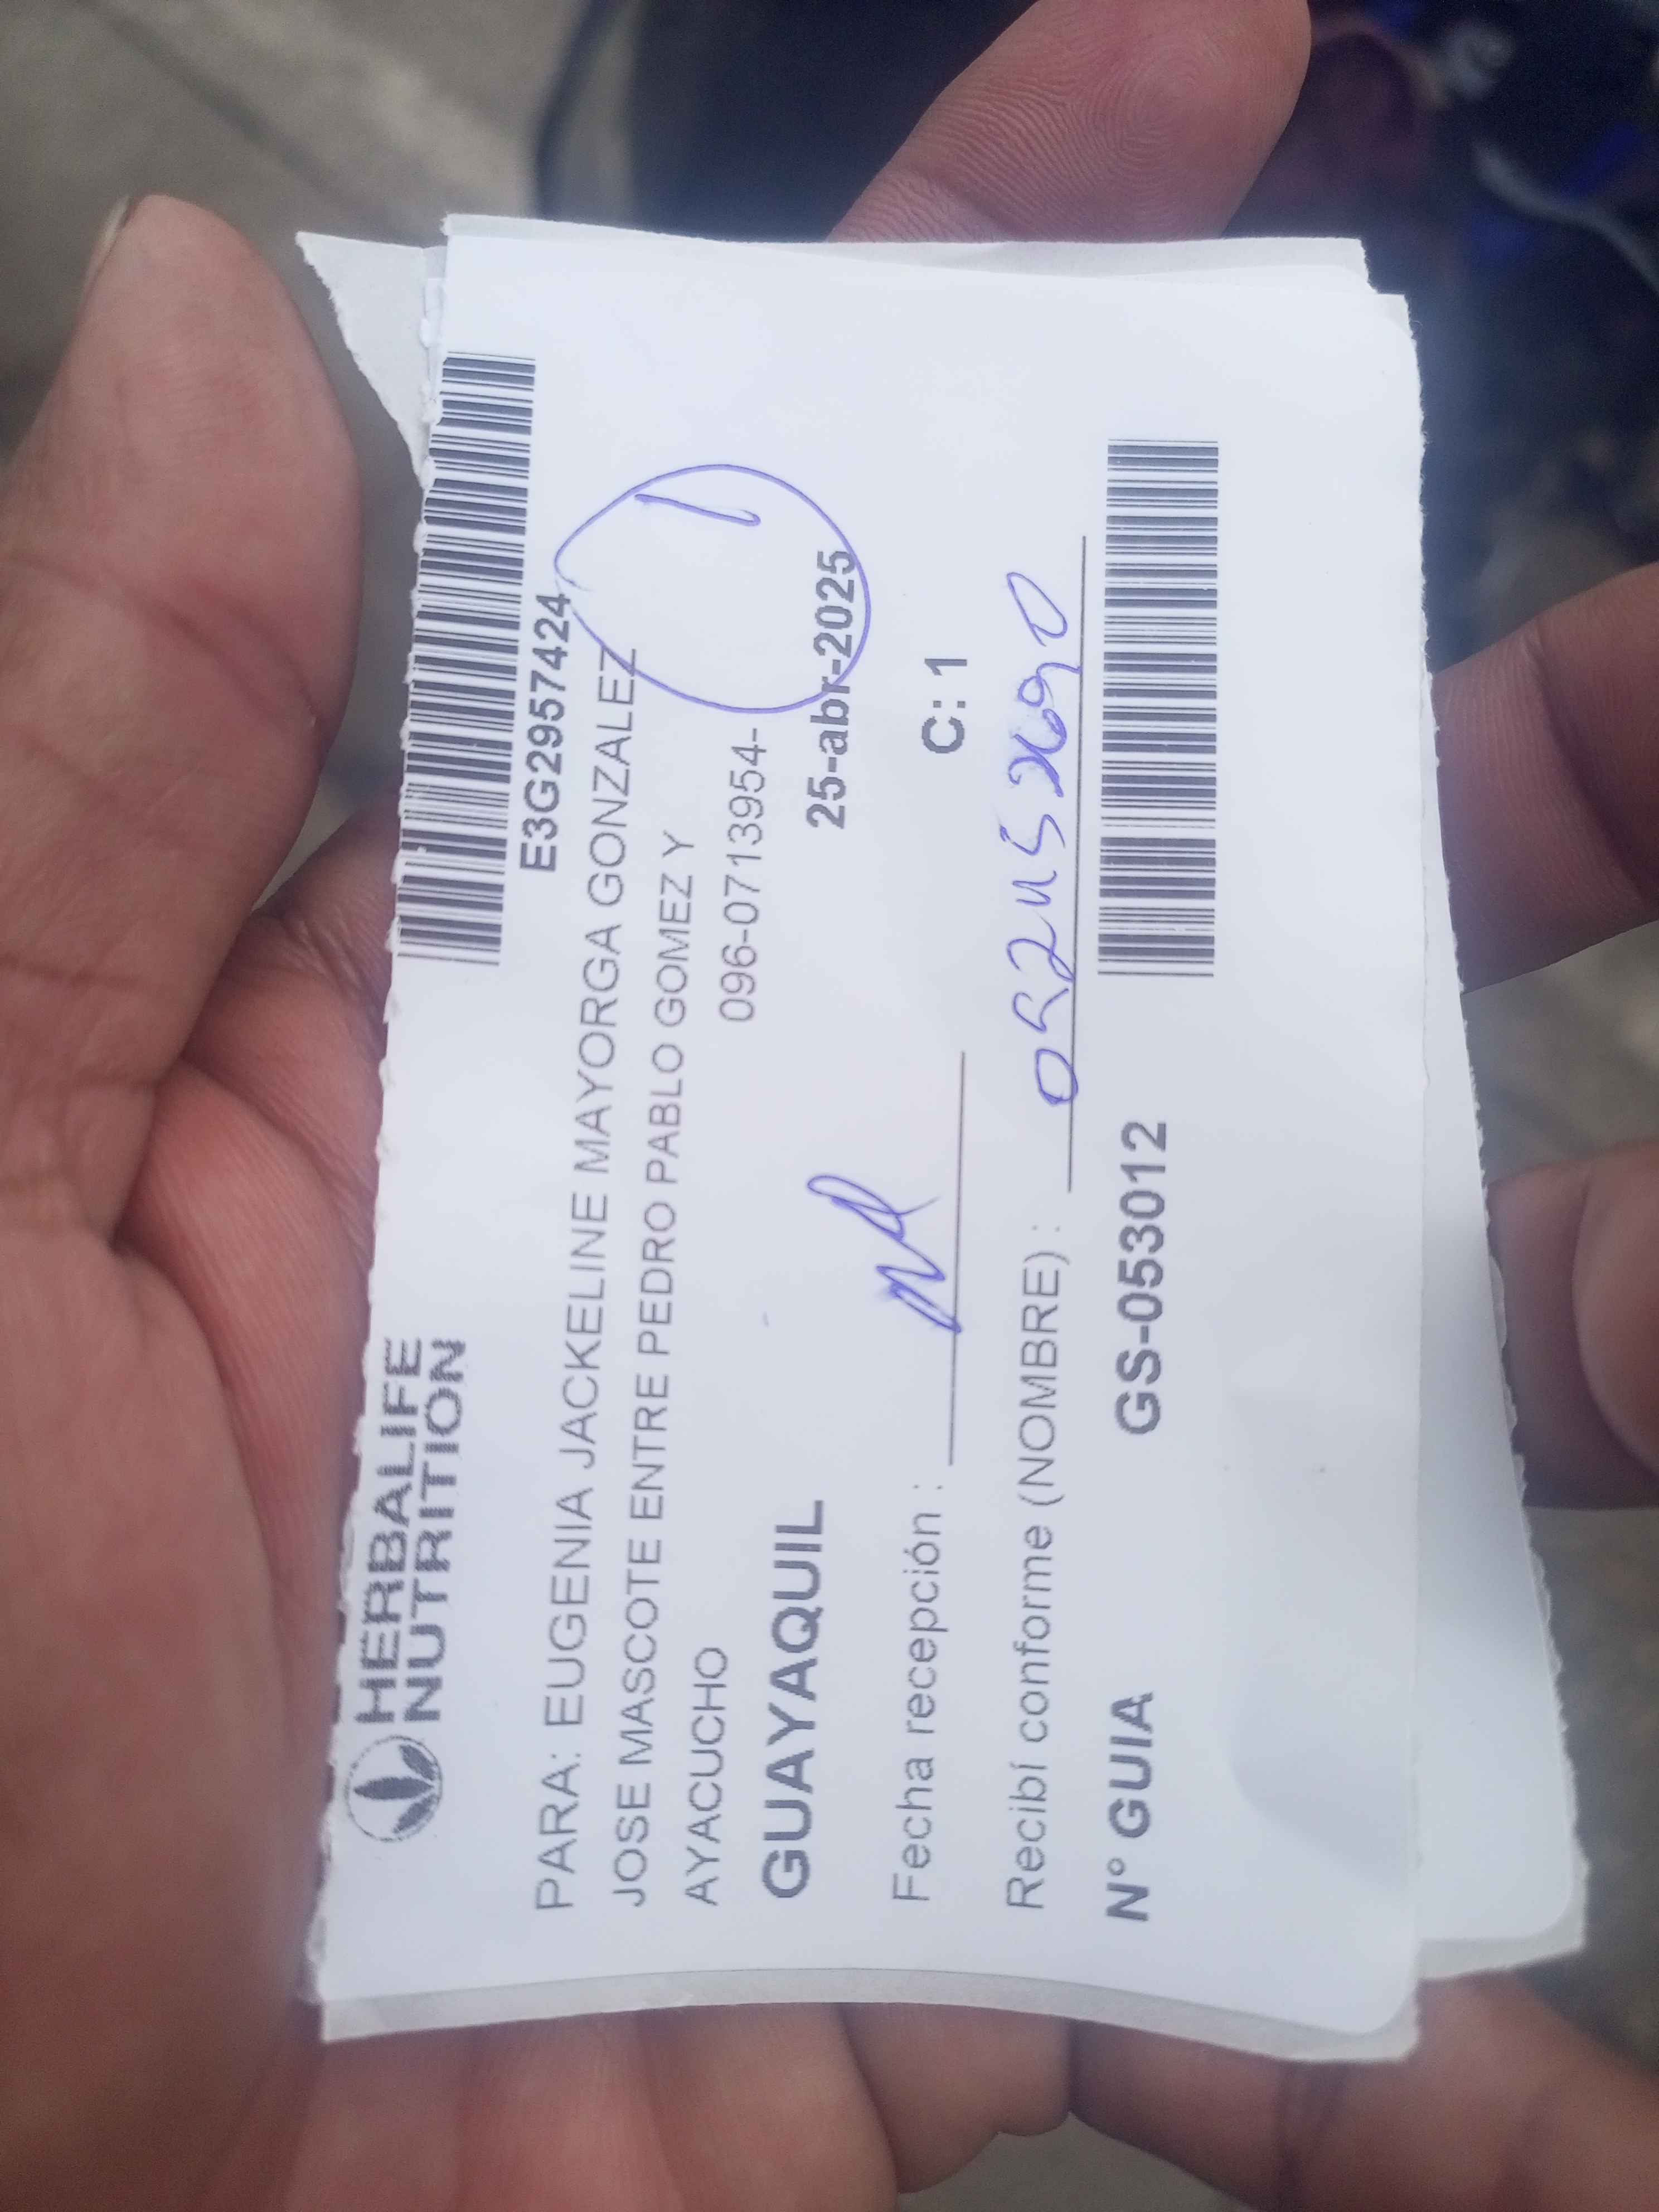 HERBALIFE
NUTRITION
E3G2957424
PARA: EUGENIA JACKELINE MAYORGA GONZALEZ
JOSE MASCOTE ENTRE PEDRO PABLO GOMEZ Y
AYACUCHO 096-0713954-
GUAYAQUIL 25-abr-2025
Fecha recepción : C: 1
Recibí conforme (NOMBRE) :
N° GUIA GS-053012